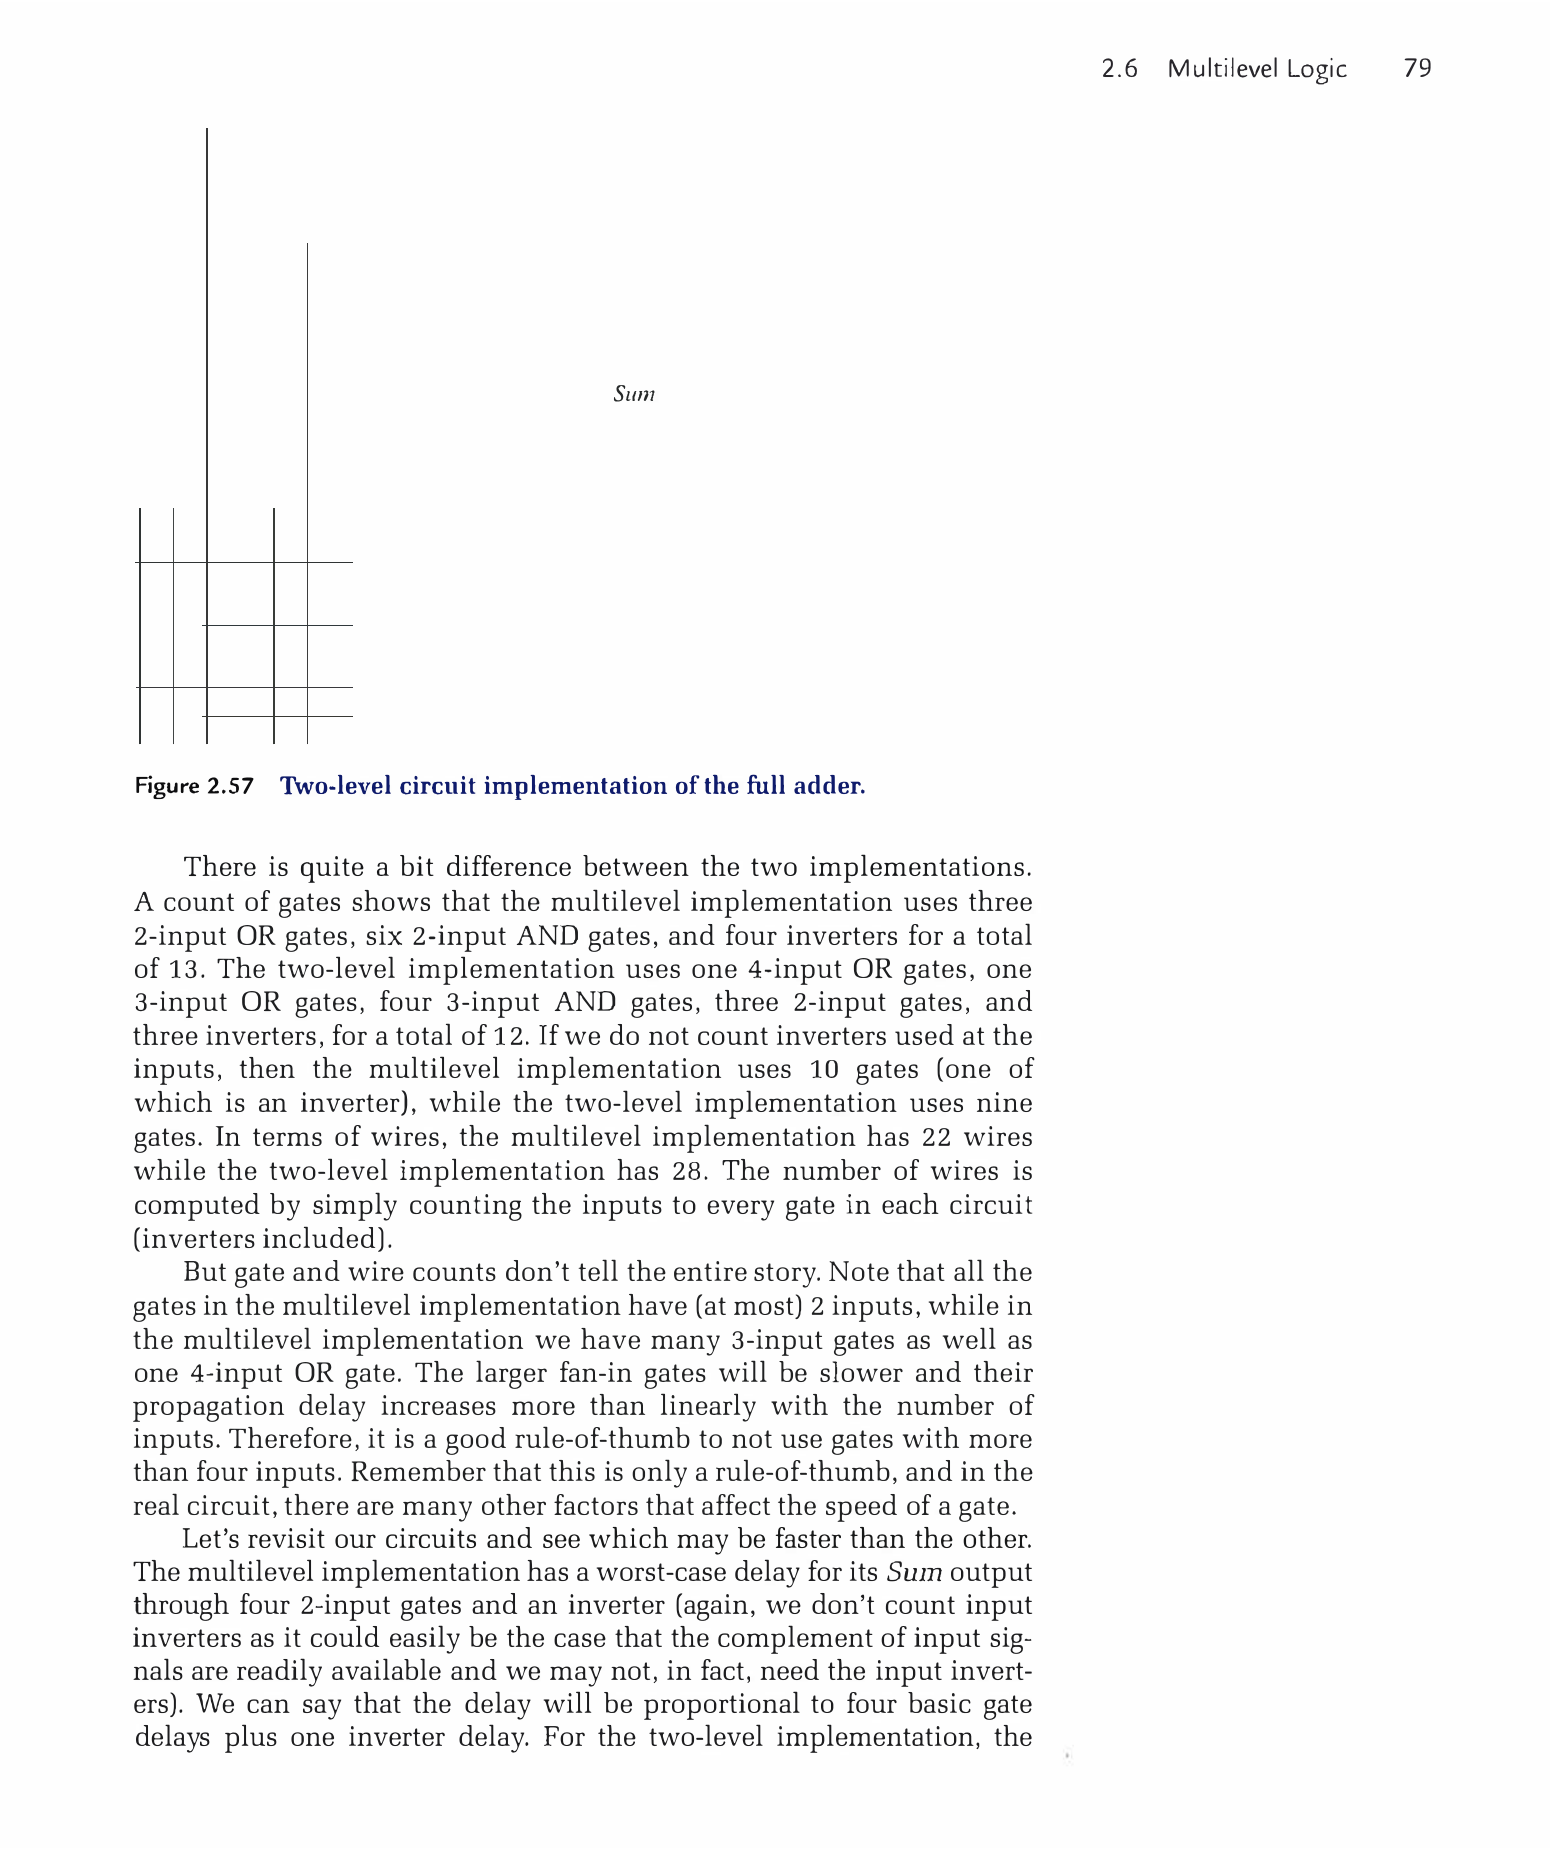 2.6 Multilevel Logic 79
Sum
Figure 2.57 Two-level circuit implementation of the full adder.
There is quite a bit difference between the two implementations.
A count of gates shows that the multilevel implementation uses three
2-input OR gates, six 2-input AND gates, and four inverters for a total
of 13. The two-level implementation uses one 4-input OR gates, one
3-input OR gates, four 3-input AND gates, three 2-input gates, and
three inverters, for a total of 12. If we do not count inverters used at the
inputs, then the multilevel implementation uses 10 gates (one of
which is an inverter), while the two-level implementation uses nine
gates. In terms of wires, the multilevel implementation has 22 wires
while the two-level implementation has 28. The number of wires is
computed by simply counting the inputs to every gate in each circuit
(inverters included).
But gate and wire counts don't tell the entire story. Note that all the
gates in the multilevel implementation have (at most) 2 inputs, while in
the multilevel implementation we have many 3-input gates as well as
one 4-input OR gate. The larger fan-in gates will be slower and their
propagation delay increases more than linearly with the number of
inputs. Therefore, it is a good rule-of-thumb to not use gates with more
than four inputs. Remember that this is only a rule-of-thumb, and in the
real circuit, there are many other factors that affect the speed of a gate.
Let's revisit our circuits and see which may be faster than the other.
The multilevel implementation has a worst-case delay for its Sum output
through four 2-input gates and an inverter (again, we don't count input
inverters as it could easily be the case that the complement of input sig-
nals are readily available and we may not, in fact, need the input invert-
ers). We can say that the delay will be proportional to four basic gate
delays plus one inverter delay. For the two-level implementation, the